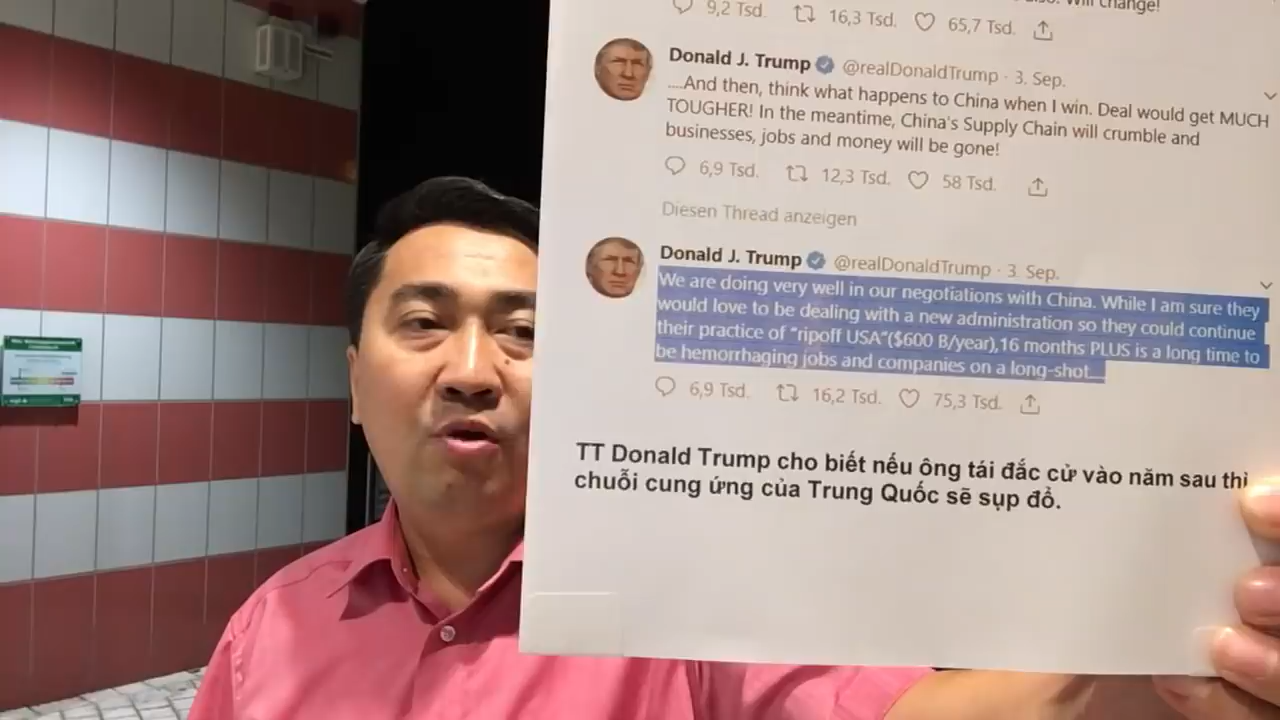 Will change!
9,2 Tsd. 16,3 Tsd. 65,7 Tsd.
Donald J. Trump @realDonaldTrump · 3. Sep.
....And then, think what happens to China when I win. Deal would get MUCH
TOUGHER! In the meantime, China's Supply Chain will crumble and
businesses, jobs and money will be gone!
6,9 Tsd. 12,3 Tsd. 58 Tsd.
Diesen Thread anzeigen
Donald J. Trump @realDonaldTrump · 3. Sep.
We are doing very well in our negotiations with China. While I am sure they
would love to be dealing with a new administration so they could continue
their practice of “ripoff USA”($600 B/year),16 months PLUS is a long time to
be hemorrhaging jobs and companies on a long-shot....
6,9 Tsd. 16,2 Tsd. 75,3 Tsd.
TT Donald Trump cho biết nếu ông tái đắc cử vào năm sau thì
chuỗi cung ứng của Trung Quốc sẽ sụp đổ.